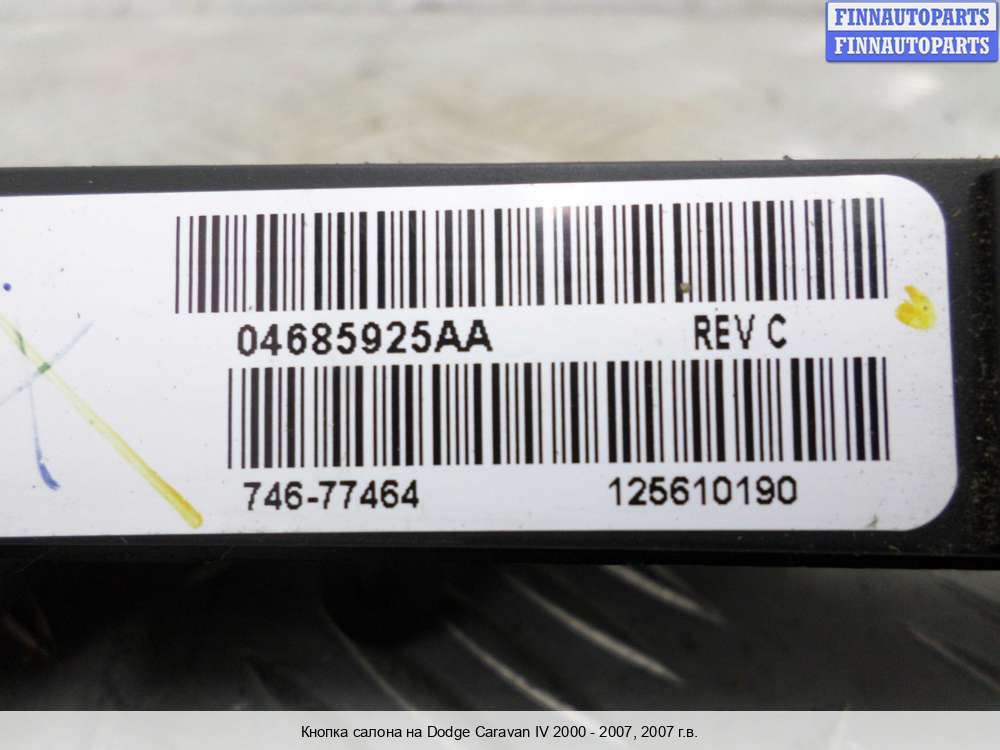 FINNAUTOPARTS
FINNAUTOPARTS
04685925AA REV C
746-77464 125610190
Кнопка салона на Dodge Caravan IV 2000 - 2007, 2007 г.в.